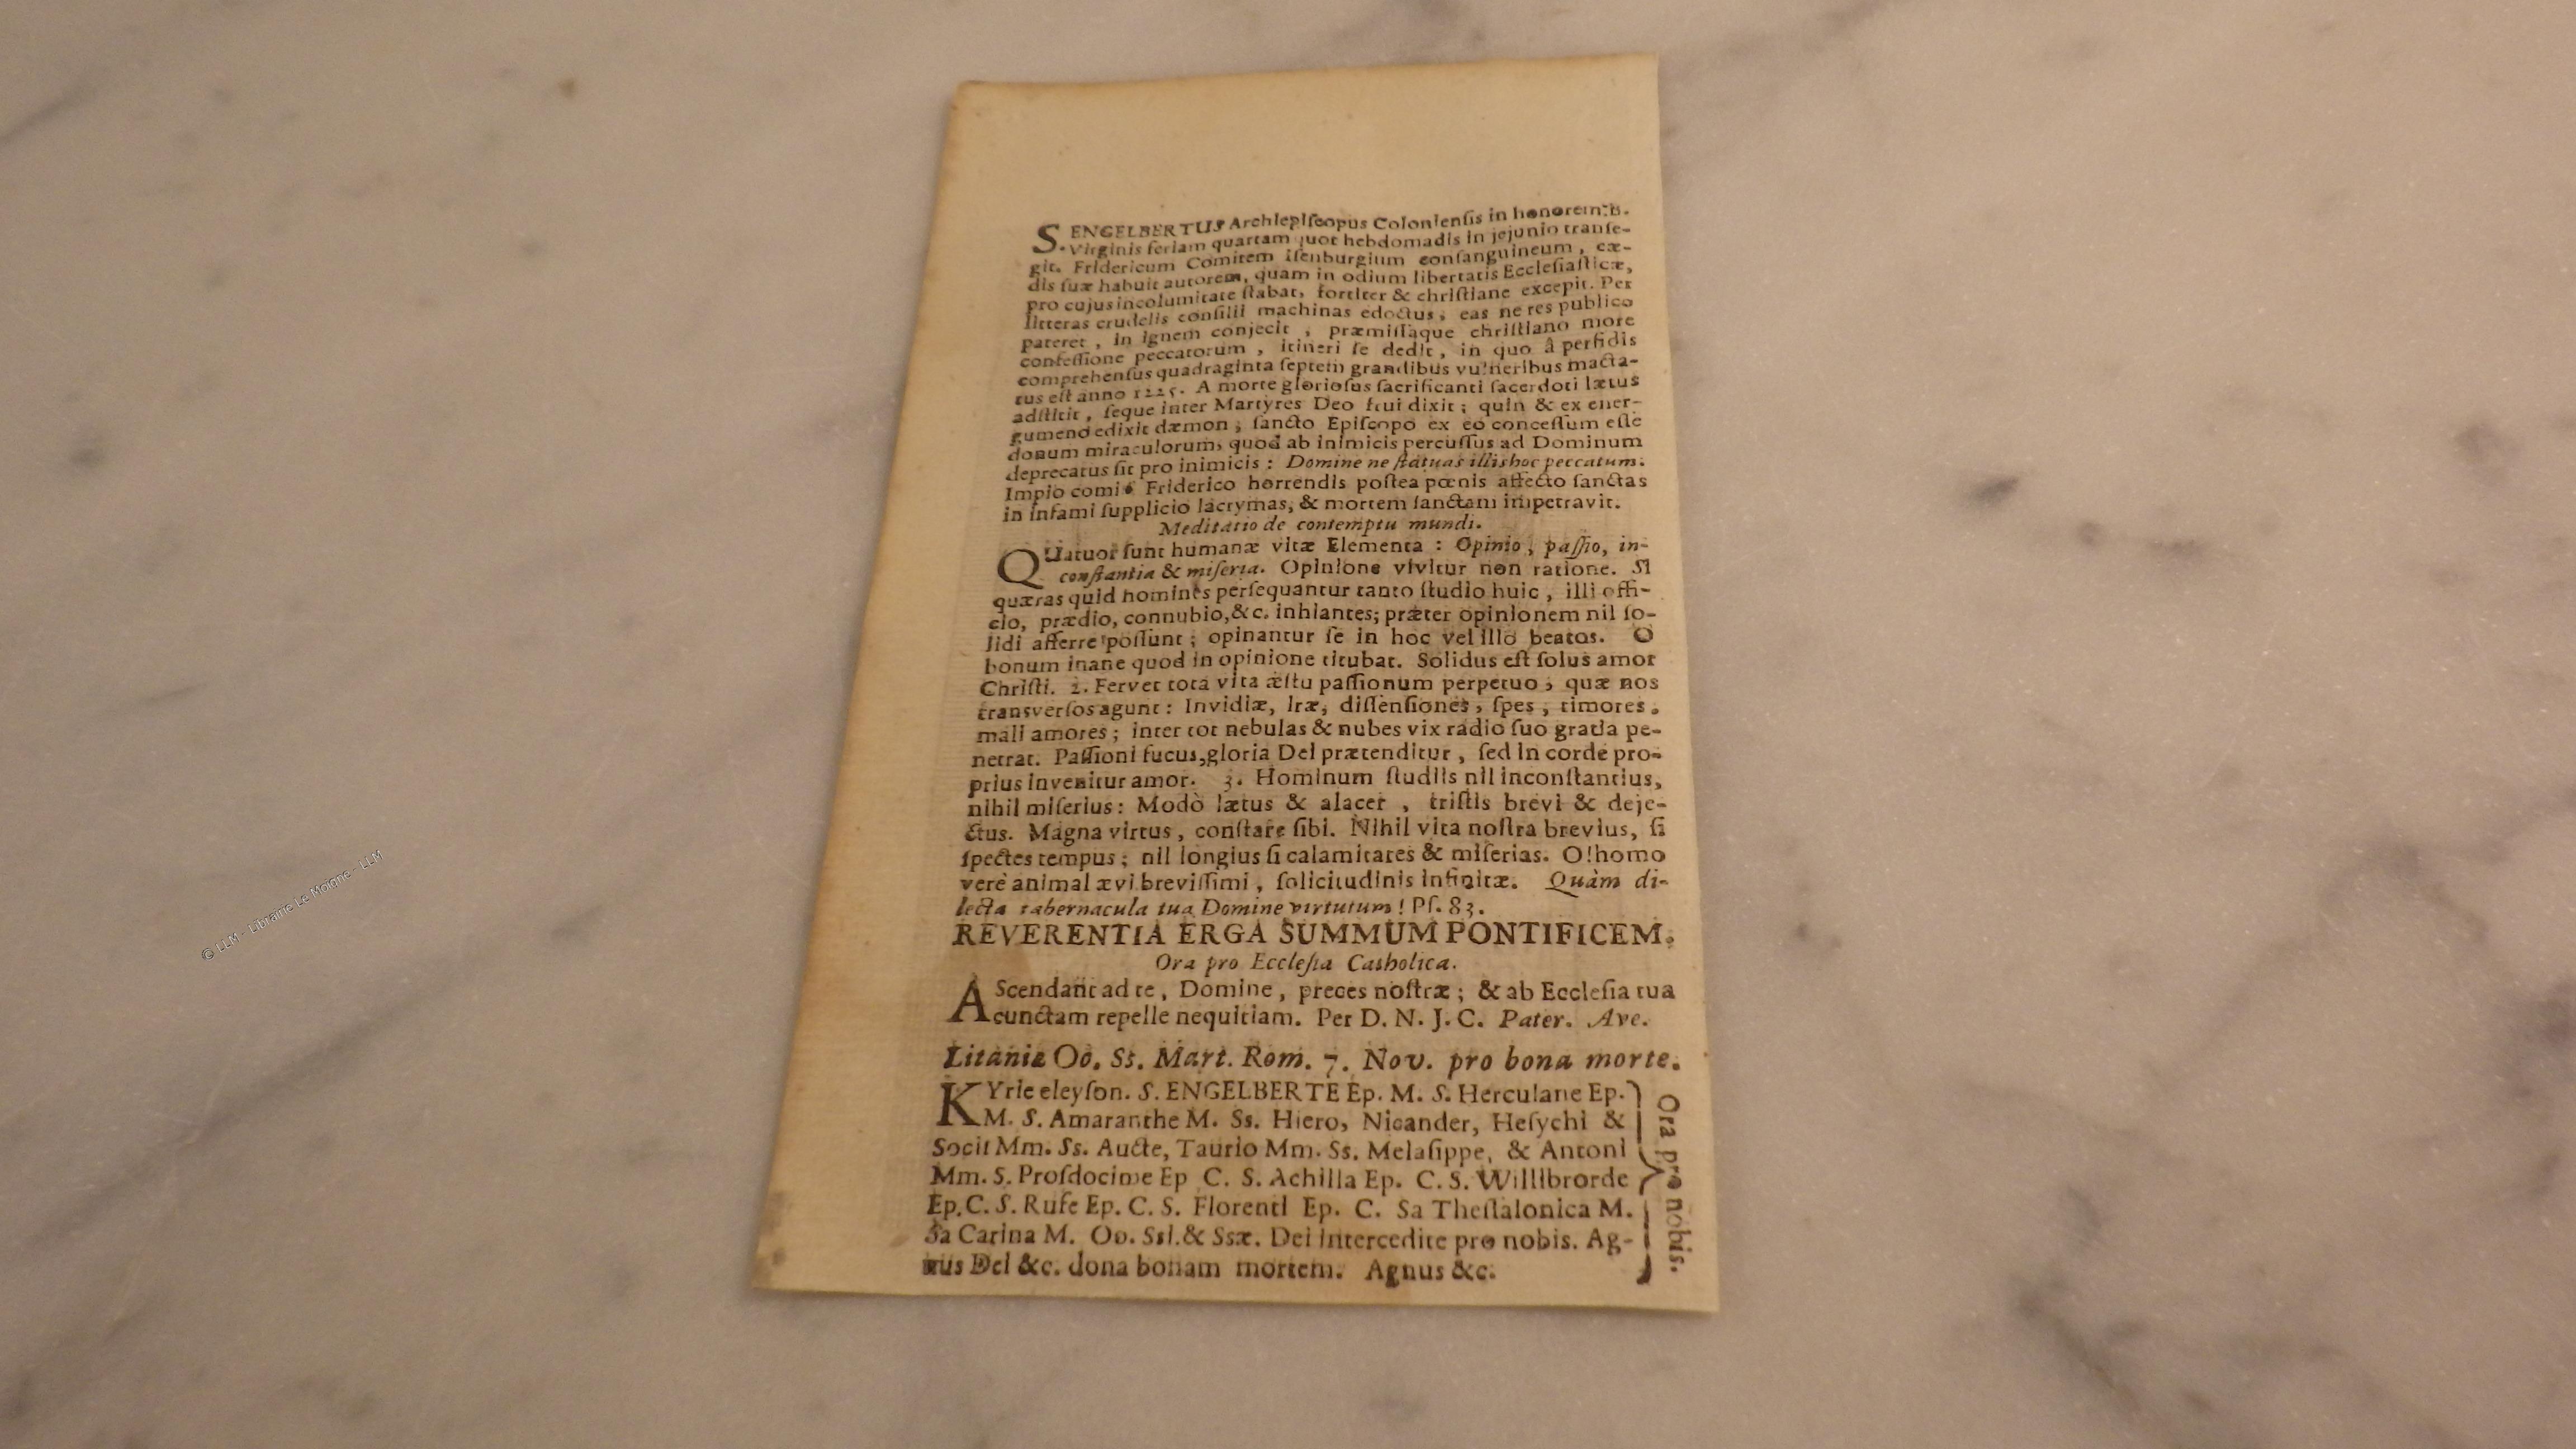 S. ENGELBERTUS Archiepiſcopus Colonienſis in honorem B.
Virginis feriam quartam quot hebdomadis in jejunio tranſe-
git. Fridericum Comitem iſenburgium conſanguineum, cæ-
dis ſuæ habuit autorem, quam in odium libertatis Eccleſiaſticæ,
pro cujus incolumitate ſtabat, fortiter & chriſtiane excepit. Per
litteras crudelis conſilii machinas edoctus, eas ne res publico
pateret, in ignem conjecit, præmiſſaque chriſtiano more
confeſſione peccatorum, itineri ſe dedit, in quo â perfidis
comprehenſus quadraginta ſeptem grandibus vulneribus macta-
tus eſt anno 1225. A morte glorioſus ſacrificanti ſacerdoti lætus
adſtitit, ſeque inter Martyres Deo frui dixit; quin & ex ener-
gumeno edixit dæmon, ſancto Epiſcopo ex eo conceſſum eſſe
donum miraculorum, quod ab inimicis percuſſus ad Dominum
deprecatus ſit pro inimicis: Domine ne ſtatuas illis hoc peccatum.
Impio comiti Friderico horrendis poſtea pœnis affecto ſanctas
in infami ſupplicio lacrymas, & mortem ſanctam impetravit.
Meditatio de contemptu mundi.
QUatuor ſunt humanæ vitæ Elementa: Opinio, paſſio, in-
conſtantia & miſeria. Opinione vivitur non ratione. Si
quæras quid homines perſequantur tanto ſtudio huic, illi offi-
cio, prædio, connubio, &c. inhiantes; præter opinionem nil ſo-
lidi afferre poſſunt; opinantur ſe in hoc vel illo beatos. O
bonum inane quod in opinione titubat. Solidus eſt ſolus amor
Chriſti. 2. Fervet tota vita æſtu paſſionum perpetuo, quæ nos
transverſos agunt: Invidiæ, Iræ, diſſenſiones, ſpes, timores,
mali amores; inter tot nebulas & nubes vix radio ſuo gratia pe-
netrat. Paſſioni fucus, gloria Dei prætenditur, ſed in corde pro-
prius invenitur amor. 3. Hominum ſtudiis nil inconſtantius,
nihil miſerius: Modò lætus & alacer, triſtis brevi & deje-
ctus. Magna virtus, conſtare ſibi. Nihil vita noſtra brevius, ſi
ſpectes tempus; nil longius ſi calamitates & miſerias. O! homo
verè animal ævi breviſſimi, ſolicitudinis infinitæ. Quàm di-
lecta tabernacula tua Domine virtutum! Pſ. 83.
REVERENTIA ERGA SUMMUM PONTIFICEM.
Ora pro Eccleſia Catholica.
AScendant ad te, Domine, preces noſtræ; & ab Eccleſia tua
cunctam repelle nequitiam. Per D. N. J. C. Pater. Ave.
Litaniæ Oo. Ss. Mart. Rom. 7. Nov. pro bona morte.
KYrie eleyſon. S. ENGELBERTE Ep. M. S. Herculane Ep.
M. S. Amaranthe M. Ss. Hiero, Nicander, Heſychi &
Socii Mm. Ss. Aucte, Taurio Mm. Ss. Melaſippe, & Antoni
Mm. S. Proſdocime Ep C. S. Achilla Ep. C. S. Willibrorde
Ep. C. S. Rufe Ep. C. S. Florenti Ep. C. Sa Theſſalonica M.
Sa Carina M. Oo. Ssi. & Ssæ. Dei intercedite pro nobis. Ag-
nus Dei &c. dona bonam mortem. Agnus &c.
Ora pro nobis.
© LLM - Librairie Le Moigne - LLM